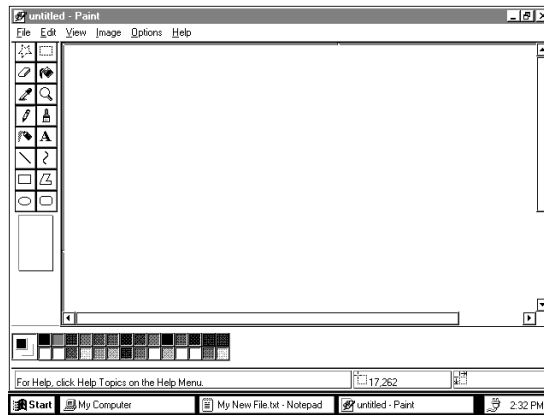 untitled - Paint
File Edit View Image Options Help
A
For Help, click Help Topics on the Help Menu.
17,262
Start My Computer My New File.txt - Notepad untitled - Paint 2:32 PM